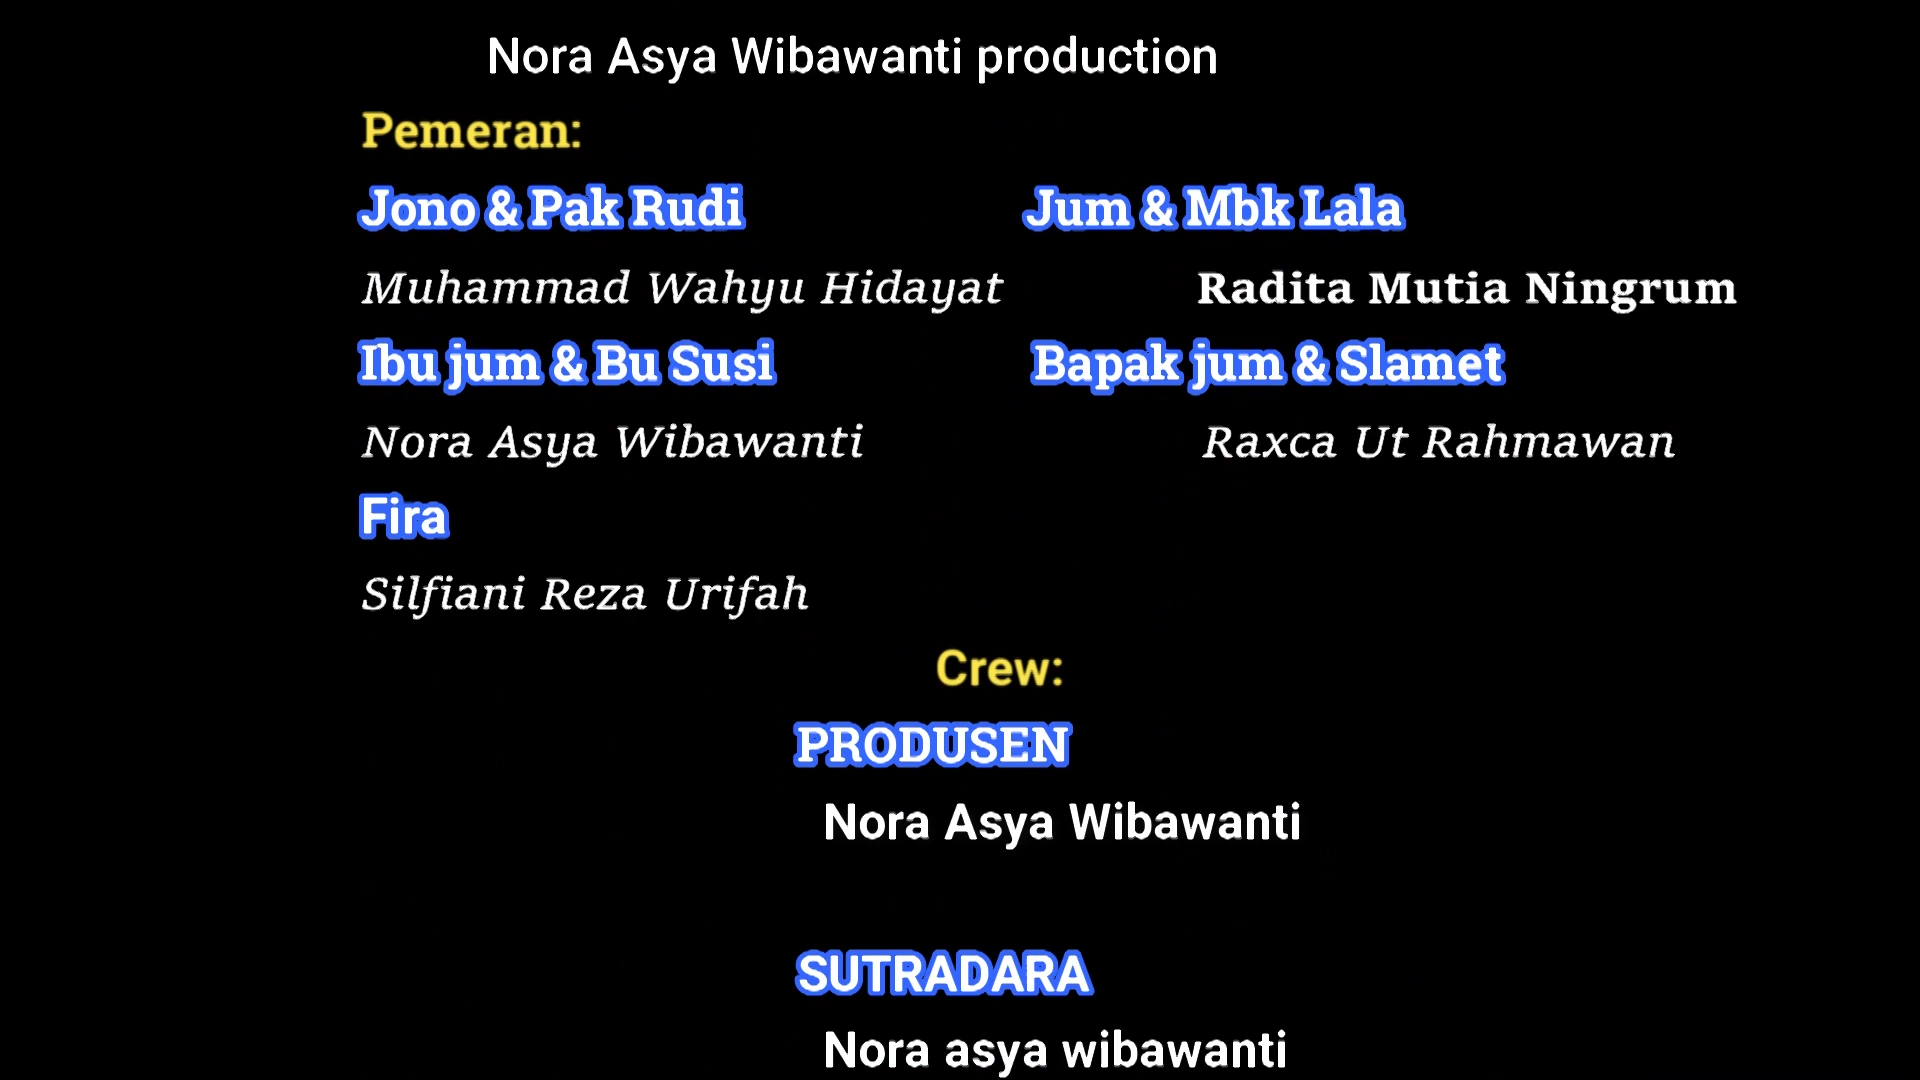 Nora Asya Wibawanti production
Pemeran:
Jono & Pak Rudi Jum & Mbk Lala
Muhammad Wahyu Hidayat Radita Mutia Ningrum
Ibu jum & Bu Susi Bapak jum & Slamet
Nora Asya Wibawanti Raxca Ut Rahmawan
Fira
Silfiani Reza Urifah
Crew:
PRODUSEN
Nora Asya Wibawanti
SUTRADARA
Nora asya wibawanti